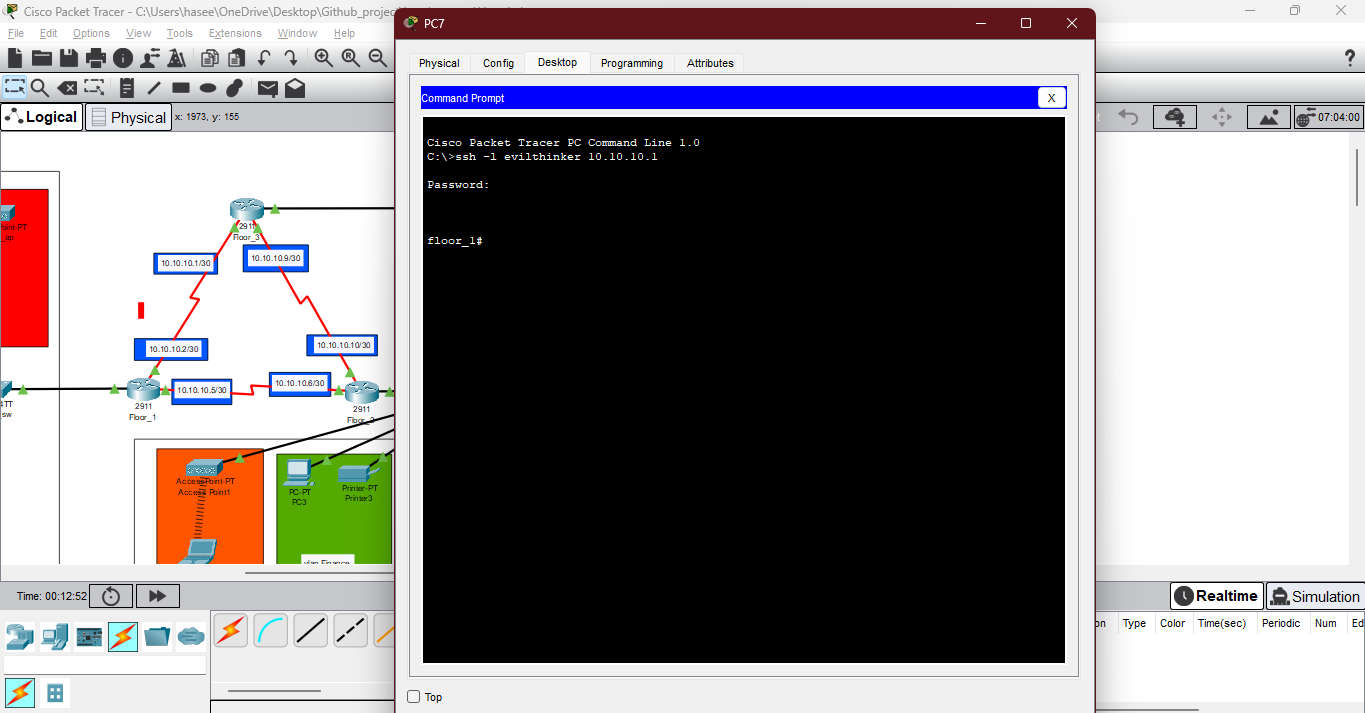 Cisco Packet Tracer - C:\Users\hasee\OneDrive\Desktop\Github_projec
File Edit Options View Tools Extensions Window Help
Logical
Physical
x: 1973, y: 155
07:04:00
PC7
Physical Config Desktop Programming Attributes
Command Prompt
X
Cisco Packet Tracer PC Command Line 1.0
C:\>ssh -l evilthinker 10.10.10.1
Password:
floor_1#
Top
2911
Floor_3
10.10.10.1/30
10.10.10.9/30
10.10.10.2/30
10.10.10.10/30
10.10.10.5/30
10.10.10.6/30
2911
Floor_1
2911
sw
AccessPoint-PT
Access Point1
PC-PT
PC3
Printer-PT
Printer3
vlan Finance
Time: 00:12:52
Realtime
Simulation
on Type Color Time(sec) Periodic Num Ed